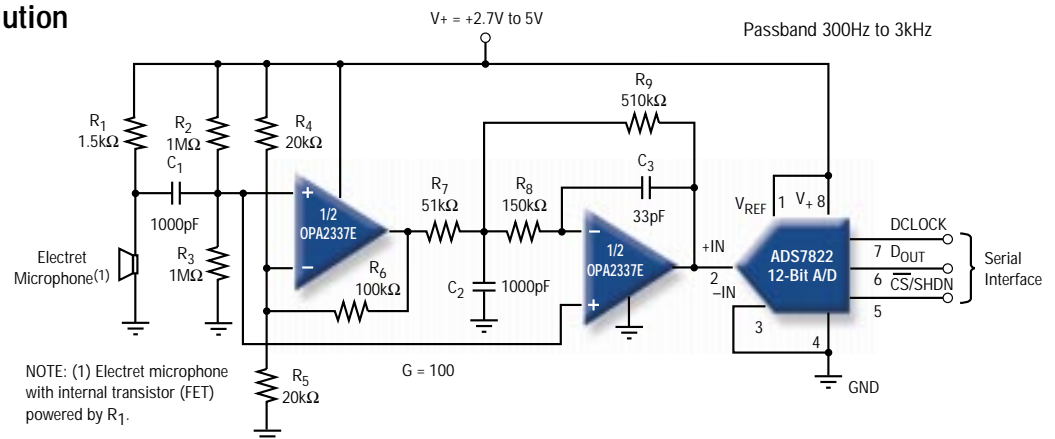 ution
V+ = +2.7V to 5V
Passband 300Hz to 3kHz
R1
1.5kΩ
R2
1MΩ
C1
1000pF
R3
1MΩ
R4
20kΩ
+
–
1/2
OPA2337E
R6
100kΩ
R5
20kΩ
R7
51kΩ
R8
150kΩ
C2
1000pF
R9
510kΩ
C3
33pF
–
+
1/2
OPA2337E
G = 100
VREF
1
V+ 8
+IN
2
–IN
3
4
ADS7822
12-Bit A/D
DCLOCK
7 DOUT
6 CS/SHDN
5
Serial
Interface
GND
Electret
Microphone(1)
NOTE: (1) Electret microphone
with internal transistor (FET)
powered by R1.